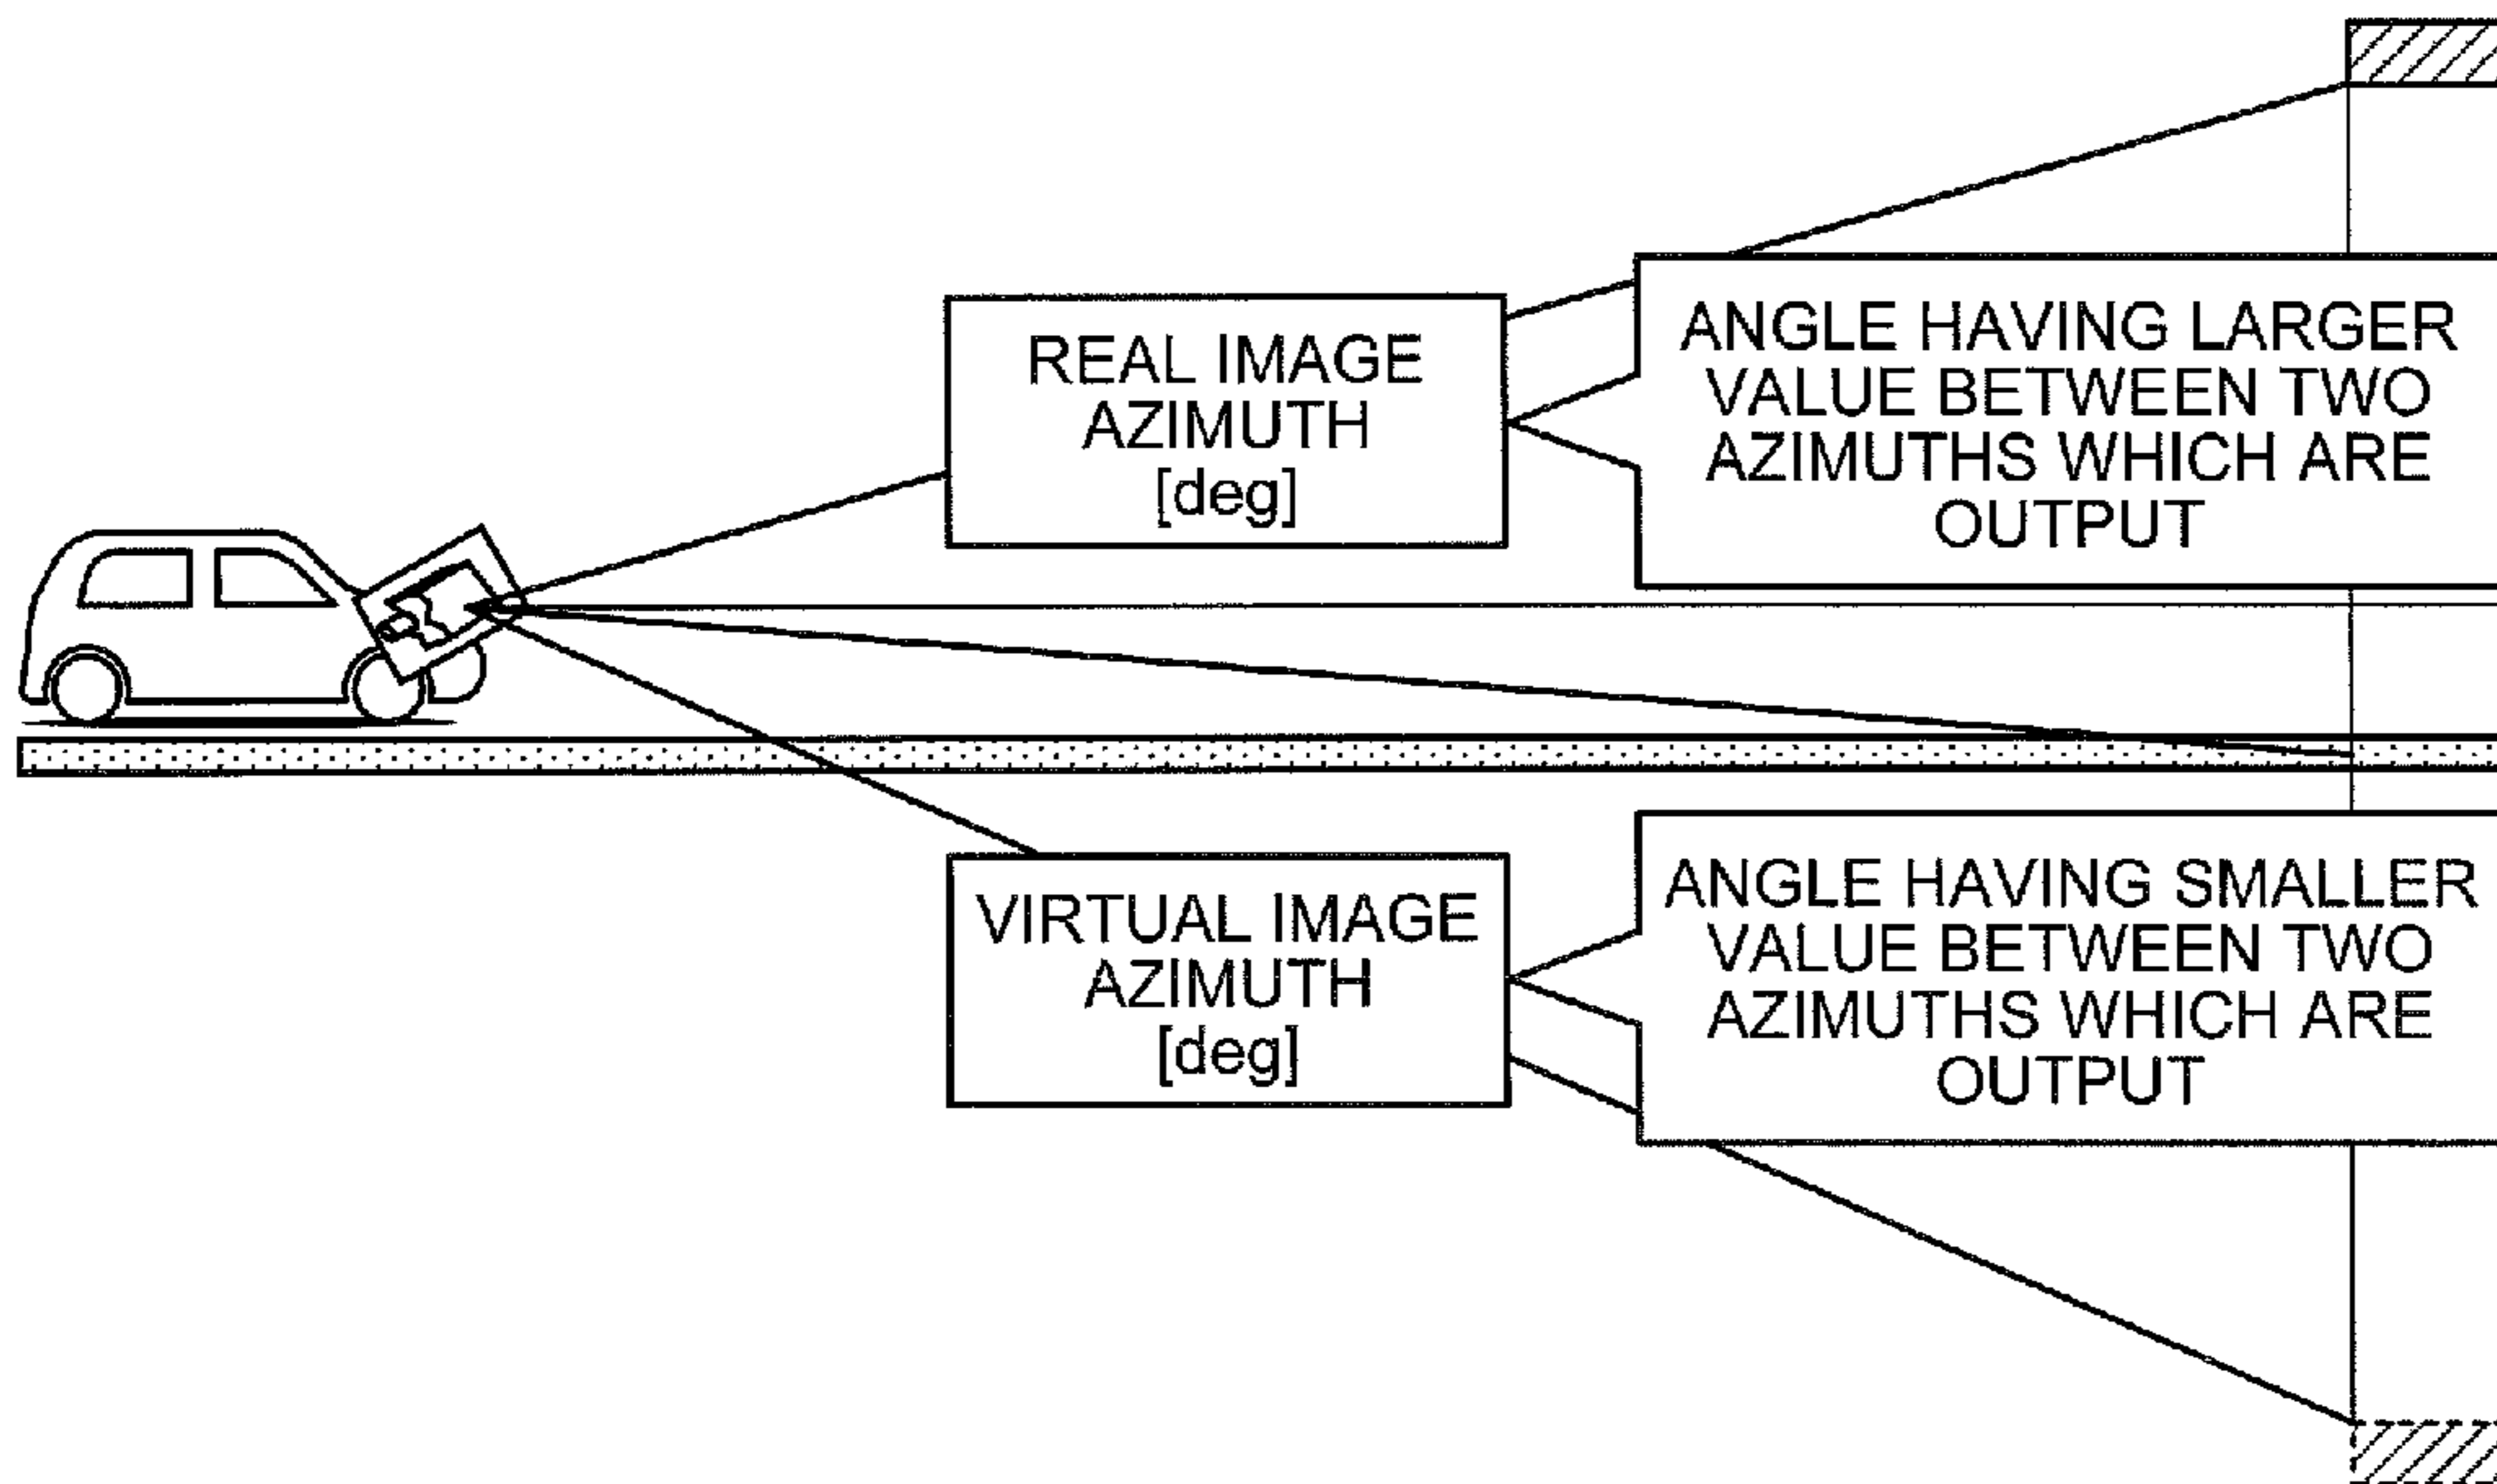 REAL IMAGE
AZIMUTH
[deg]
ANGLE HAVING LARGER
VALUE BETWEEN TWO
AZIMUTHS WHICH ARE
OUTPUT
VIRTUAL IMAGE
AZIMUTH
[deg]
ANGLE HAVING SMALLER
VALUE BETWEEN TWO
AZIMUTHS WHICH ARE
OUTPUT